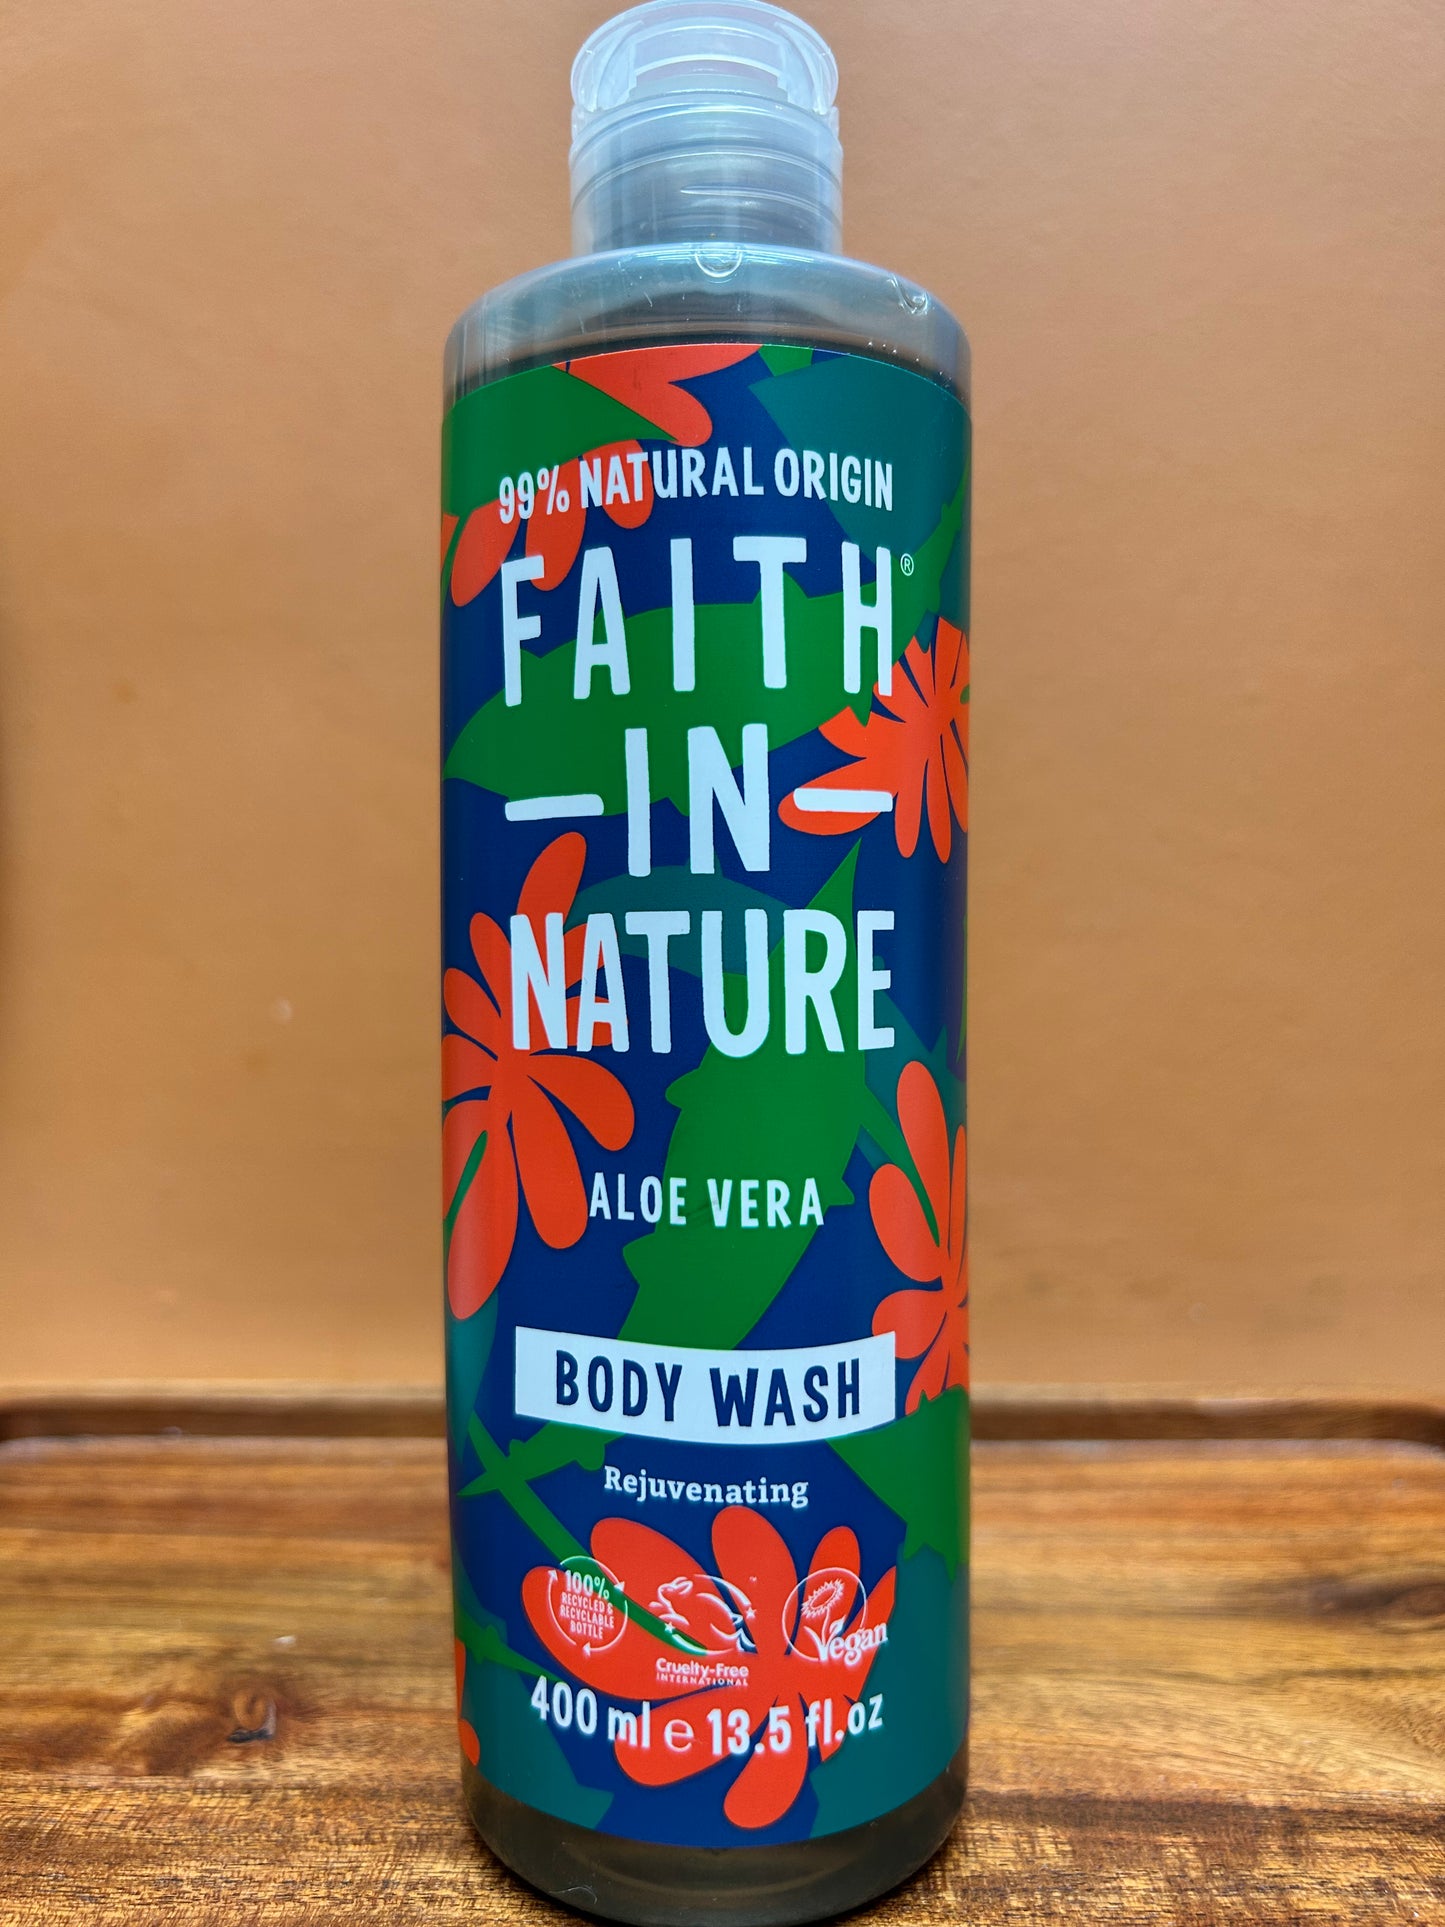 99% NATURAL ORIGIN
FAITH®
—IN—
NATURE
ALOE VERA
BODY WASH
Rejuvenating
100%
RECYCLED &
RECYCLABLE
BOTTLE
Cruelty-Free
INTERNATIONAL
™
Vegan
400 ml ℮ 13.5 fl.oz